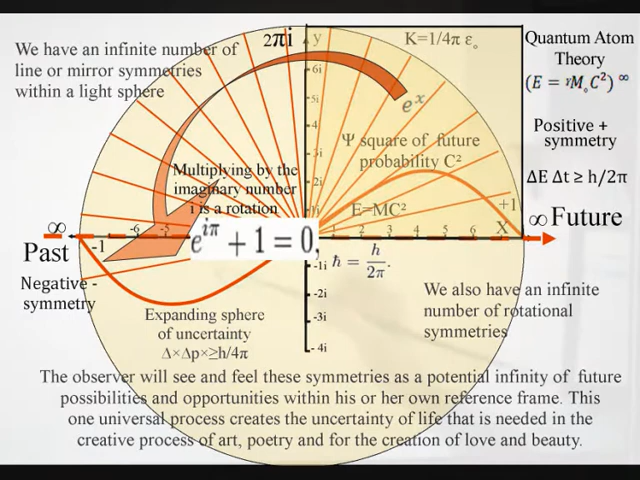 We have an infinite number of
line or mirror symmetries
within a light sphere
2πi
y
K=1/4π ε。
Quantum Atom
Theory
(E = ᵞM。C²) ∞
6i
5i
4
3i
2i
1i
eˣ
Positive +
symmetry
Ψ square of future
probability C²
ΔE Δt ≥ h/2π
Multiplying by the
imaginary number
i is a rotation
E=MC²
+1
∞ Future
∞
Past
-1
-6
-5
e^{iπ} + 1 = 0,
1 2 3 4 5 6 X
Negative -
symmetry
-1i
-2i
-3i
- 4i
ħ = h/2π.
We also have an infinite
number of rotational
symmetries
Expanding sphere
of uncertainty
Δ×Δp×≥h/4π
The observer will see and feel these symmetries as a potential infinity of future
possibilities and opportunities within his or her own reference frame. This
one universal process creates the uncertainty of life that is needed in the
creative process of art, poetry and for the creation of love and beauty.